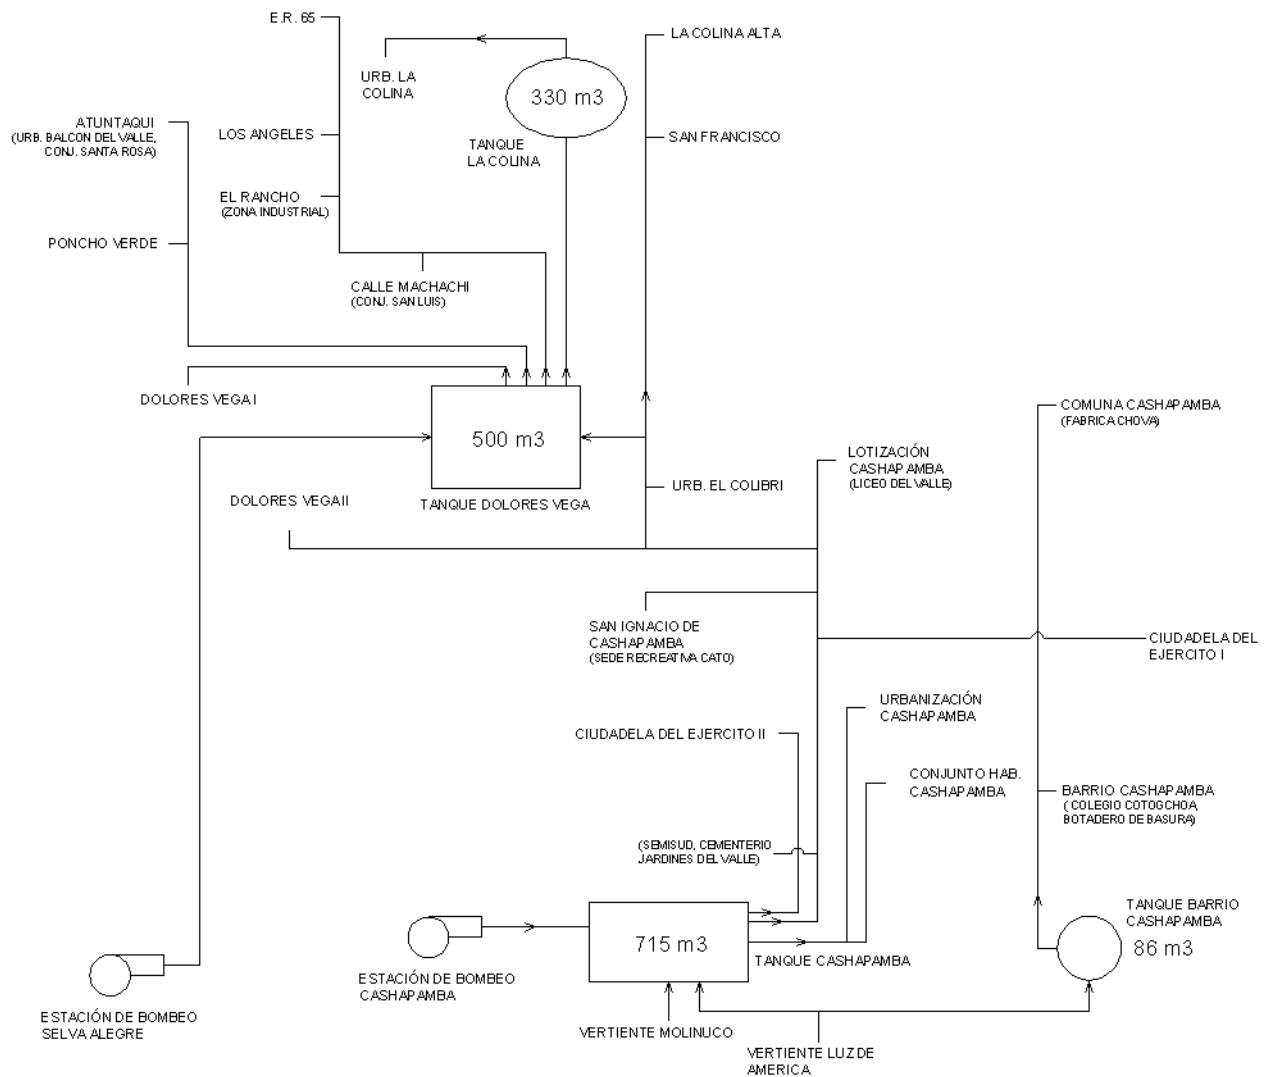 E.R. 65
LA COLINA ALTA
URB. LA
COLINA
330 m3
ATUNTAQUI
(URB. BALCON DEL VALLE,
CONJ. SANTA ROSA)
LOS ANGELES
TANQUE
LA COLINA
SAN FRANCISCO
EL RANCHO
(ZONA INDUSTRIAL)
PONCHO VERDE
CALLE MACHACHI
(CONJ. SAN LUIS)
DOLORES VEGA I
COMUNA CASHAPAMBA
(FABRICA CHOVA)
500 m3
LOTIZACIÓN
CASHAPAMBA
(LICEO DEL VALLE)
DOLORES VEGA II
TANQUE DOLORES VEGA
URB. EL COLIBRI
SAN IGNACIO DE
CASHAPAMBA
(SEDE RECREATIVA CATO)
CIUDADELA DEL
EJERCITO I
URBANIZACIÓN
CASHAPAMBA
CIUDADELA DEL EJERCITO II
CONJUNTO HAB.
CASHAPAMBA
BARRIO CASHAPAMBA
( COLEGIO COTOGCHOA,
BOTADERO DE BASURA)
(SEMISUD, CEMENTERIO
JARDINES DEL VALLE)
TANQUE BARRIO
CASHAPAMBA
86 m3
715 m3
TANQUE CASHAPAMBA
ESTACIÓN DE BOMBEO
CASHAPAMBA
ESTACIÓN DE BOMBEO
SELVA ALEGRE
VERTIENTE MOLINUCO
VERTIENTE LUZ DE
AMERICA